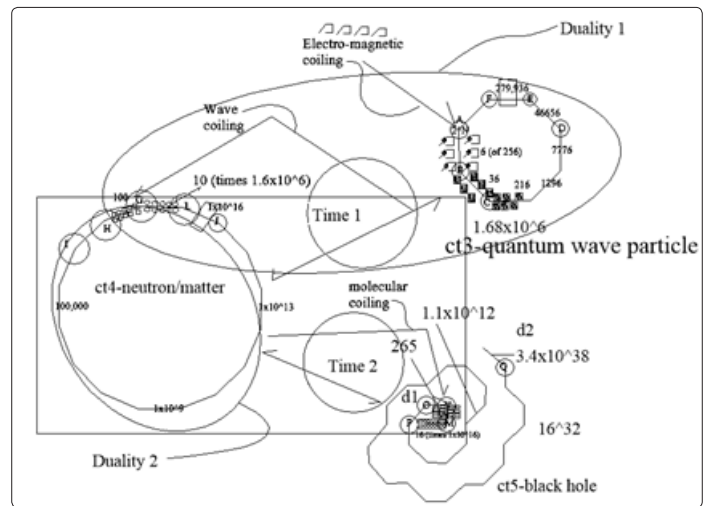 Duality 1
Electro-magnetic
coiling
279,936
F
E
46656
Wave
coiling
A
D
6 (of 256)
7776
B
36
1296
216
C
10 (times 1.6x10^6)
100
G
L
1x10^16
H
Time 1
1.68x10^6
ct3-quantum wave particle
ct4-neutron/matter
molecular
coiling
100,000
1x10^13
1.1x10^12
d2
265
3.4x10^38
Time 2
d1
P
16 (times 1x10^16)
16^32
1x10^9
Duality 2
ct5-black hole